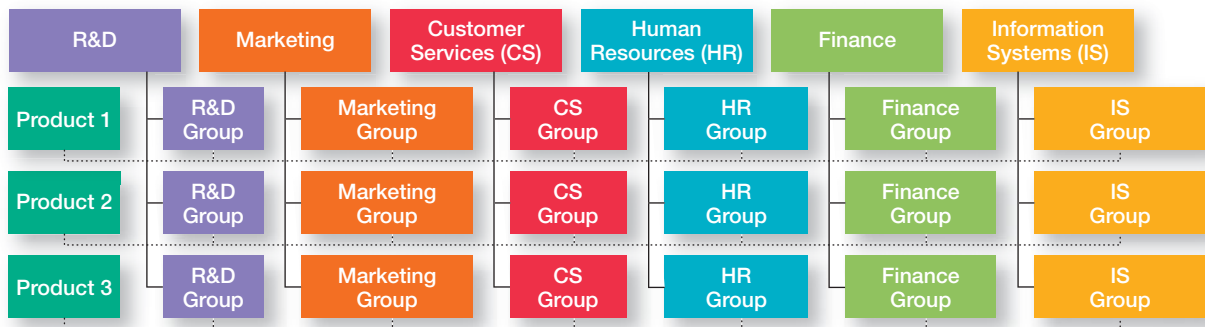 R&D
Marketing
Customer
Services (CS)
Human
Resources (HR)
Finance
Information
Systems (IS)
Product 1
R&D
Group
Marketing
Group
CS
Group
HR
Group
Finance
Group
IS
Group
Product 2
R&D
Group
Marketing
Group
CS
Group
HR
Group
Finance
Group
IS
Group
Product 3
R&D
Group
Marketing
Group
CS
Group
HR
Group
Finance
Group
IS
Group